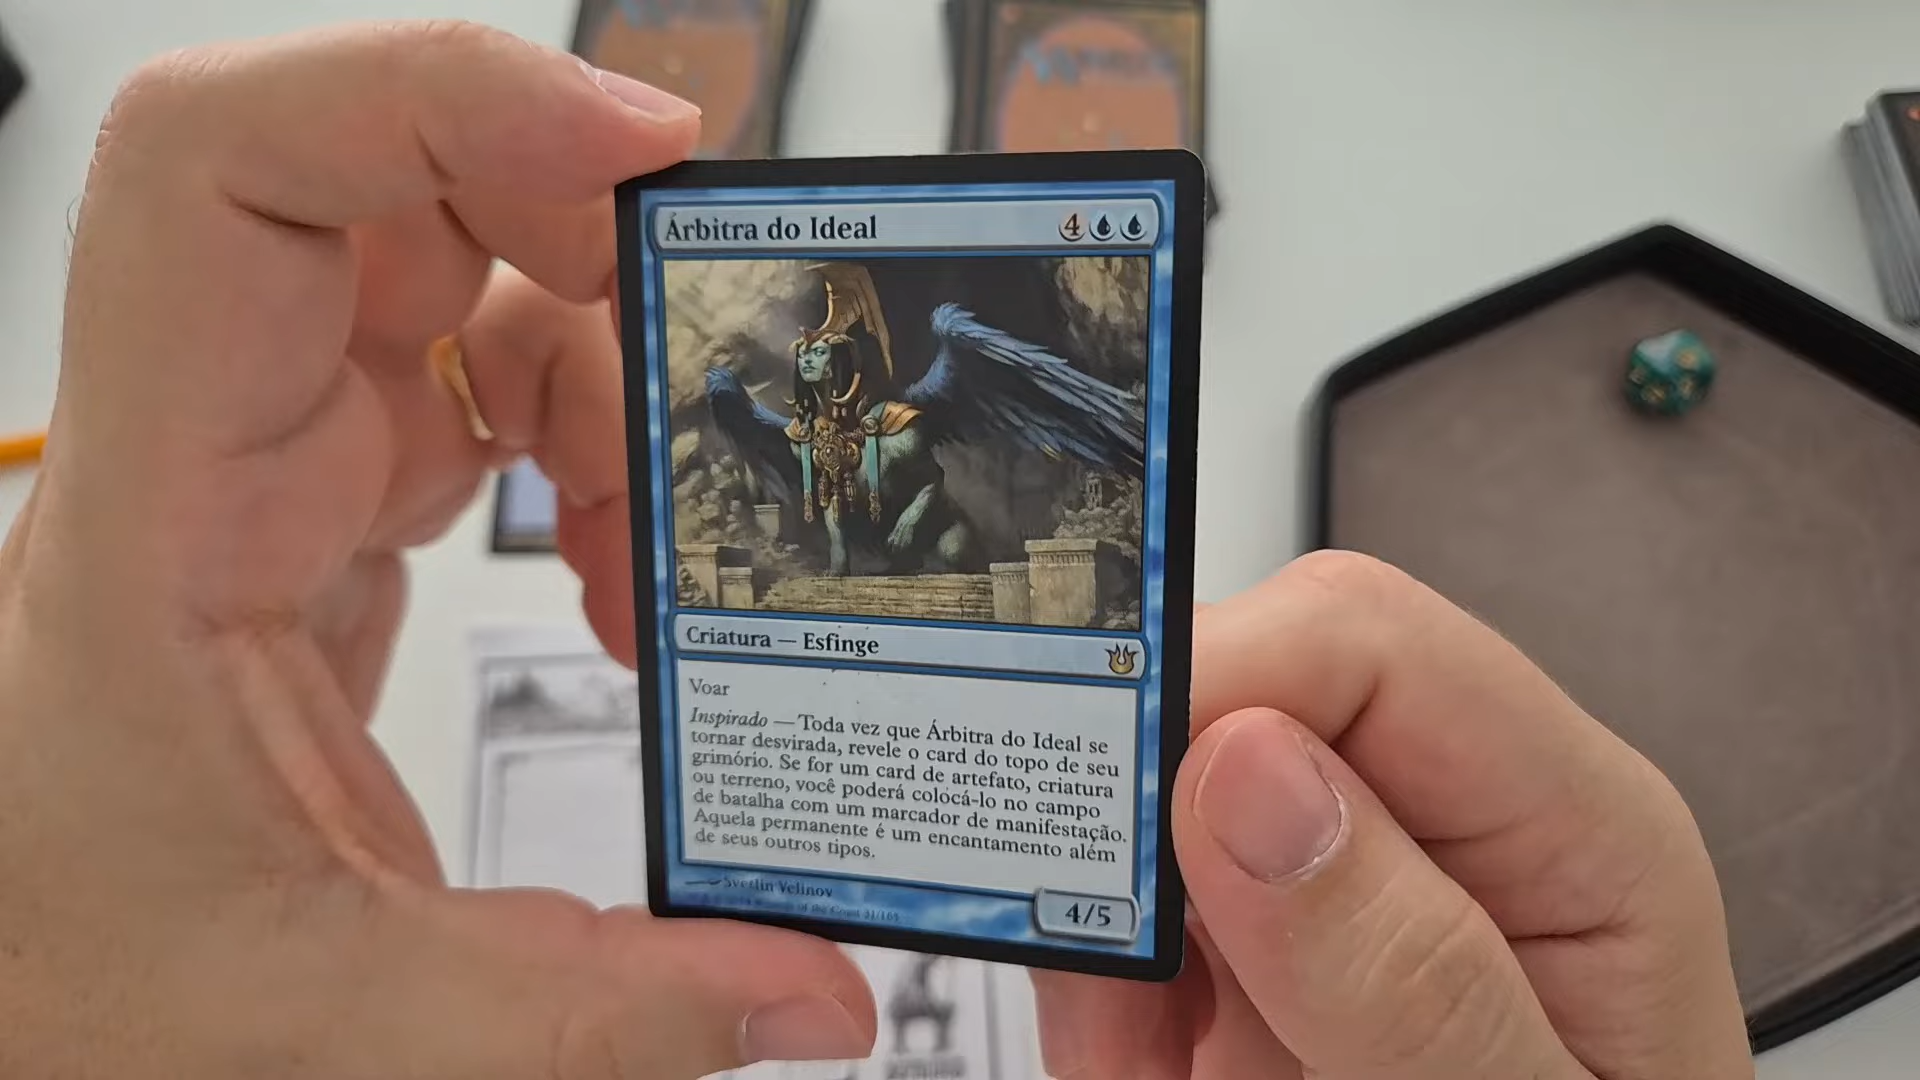 Árbitra do Ideal 4
Criatura — Esfinge
Voar
Inspirado — Toda vez que Árbitra do Ideal se
tornar desvirada, revele o card do topo de seu
grimório. Se for um card de artefato, criatura
ou terreno, você poderá colocá-lo no campo
de batalha com um marcador de manifestação.
Aquela permanente é um encantamento além
de seus outros tipos.
Svetlin Velinov
4/5